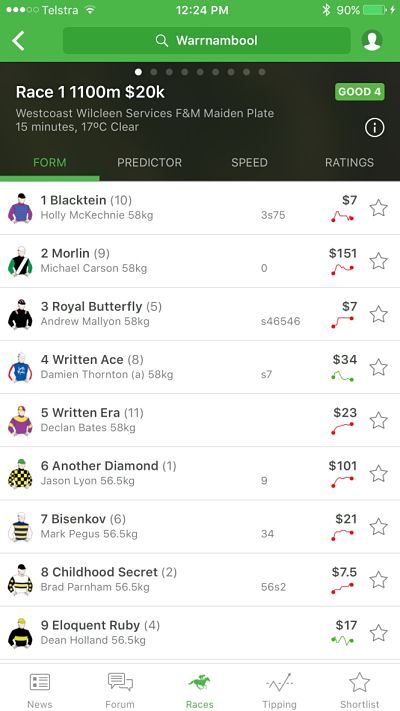 Telstra 12:24 PM 90%
Warrnambool
Race 1 1100m $20k GOOD 4
Westcoast Wilcleen Services F&M Maiden Plate
15 minutes, 17ºC Clear
FORM PREDICTOR SPEED RATINGS
1 Blacktein (10) $7
Holly McKechnie 58kg 3s75
2 Morlin (9) $151
Michael Carson 58kg 0
3 Royal Butterfly (5) $7
Andrew Mallyon 58kg s46546
4 Written Ace (8) $34
Damien Thornton (a) 58kg s7
5 Written Era (11) $23
Declan Bates 58kg
6 Another Diamond (1) $101
Jason Lyon 56.5kg 9
7 Bisenkov (6) $21
Mark Pegus 56.5kg 34
8 Childhood Secret (2) $7.5
Brad Parnham 56.5kg 56s2
9 Eloquent Ruby (4) $17
Dean Holland 56.5kg
News Forum Races Tipping Shortlist